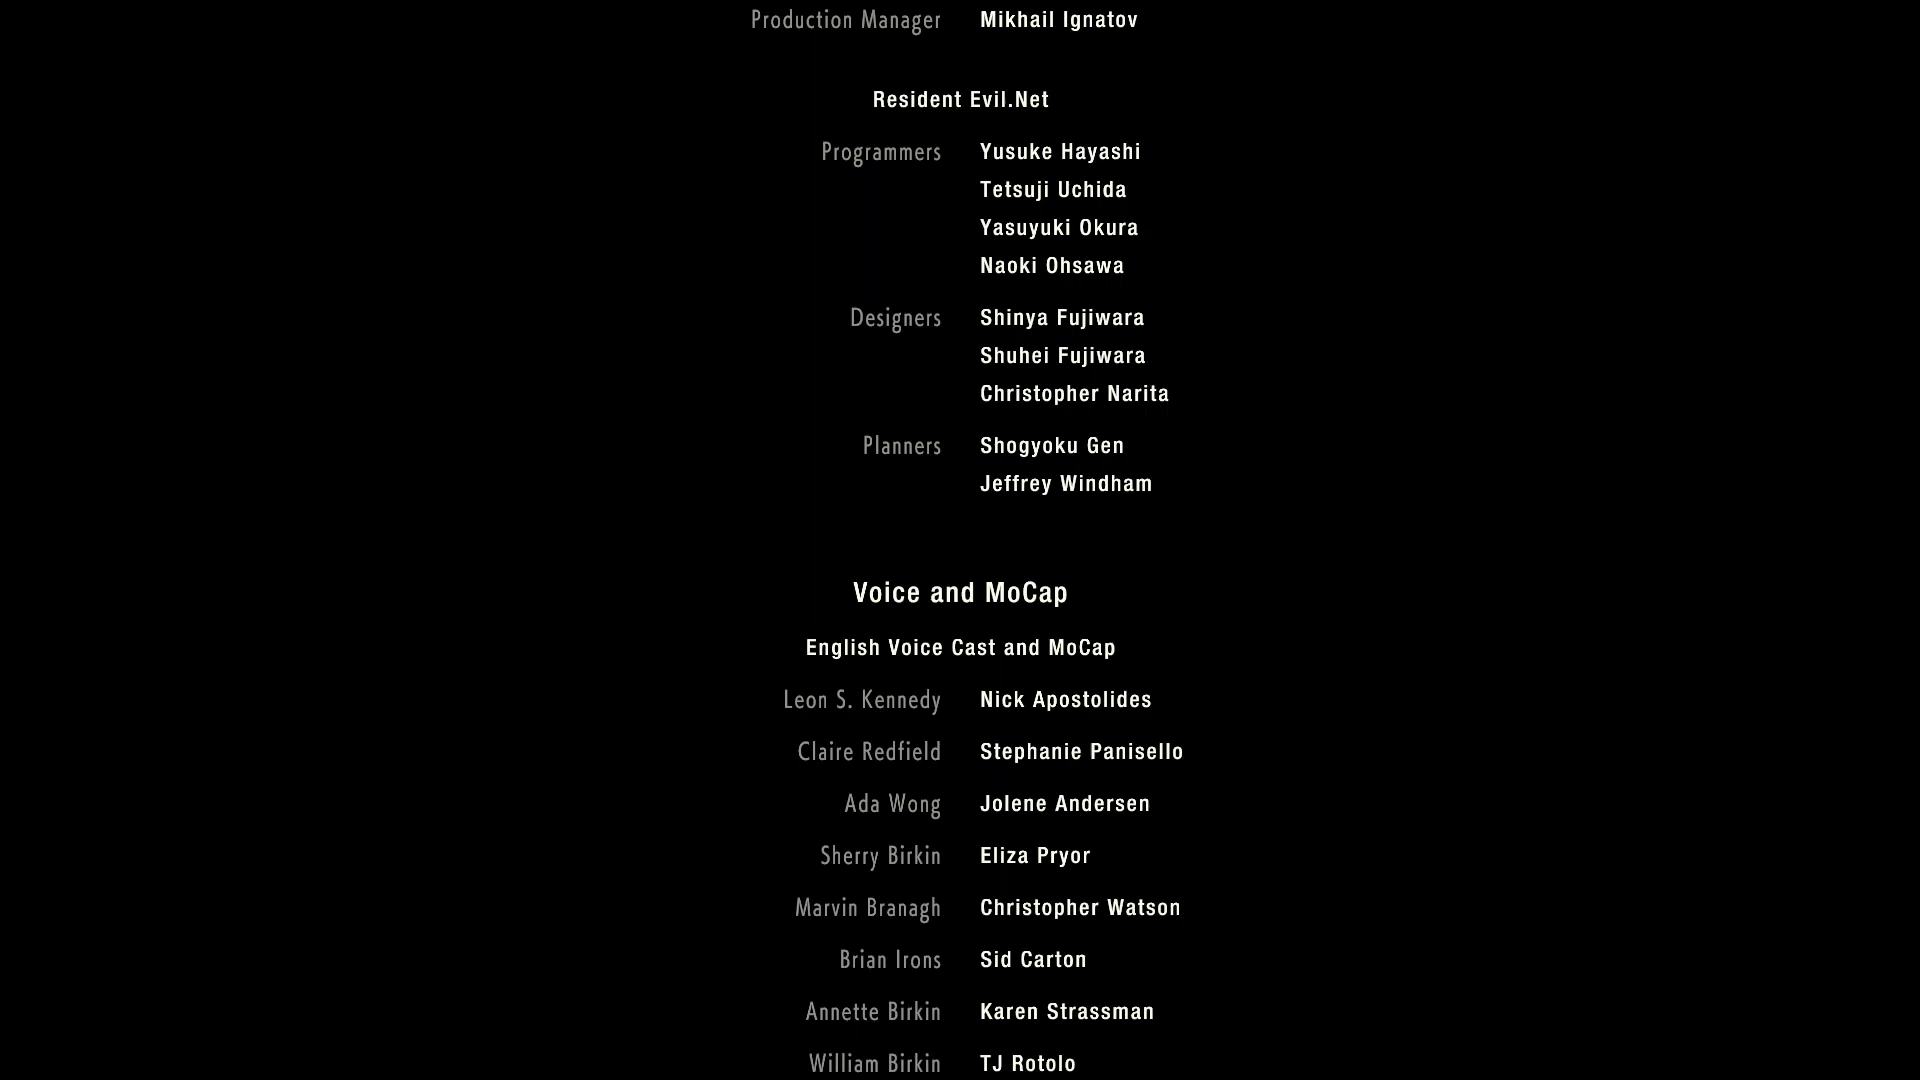 Production Manager Mikhail Ignatov
Resident Evil.Net
Programmers Yusuke Hayashi
Tetsuji Uchida
Yasuyuki Okura
Naoki Ohsawa
Designers Shinya Fujiwara
Shuhei Fujiwara
Christopher Narita
Planners Shogyoku Gen
Jeffrey Windham
Voice and MoCap
English Voice Cast and MoCap
Leon S. Kennedy Nick Apostolides
Claire Redfield Stephanie Panisello
Ada Wong Jolene Andersen
Sherry Birkin Eliza Pryor
Marvin Branagh Christopher Watson
Brian Irons Sid Carton
Annette Birkin Karen Strassman
William Birkin TJ Rotolo